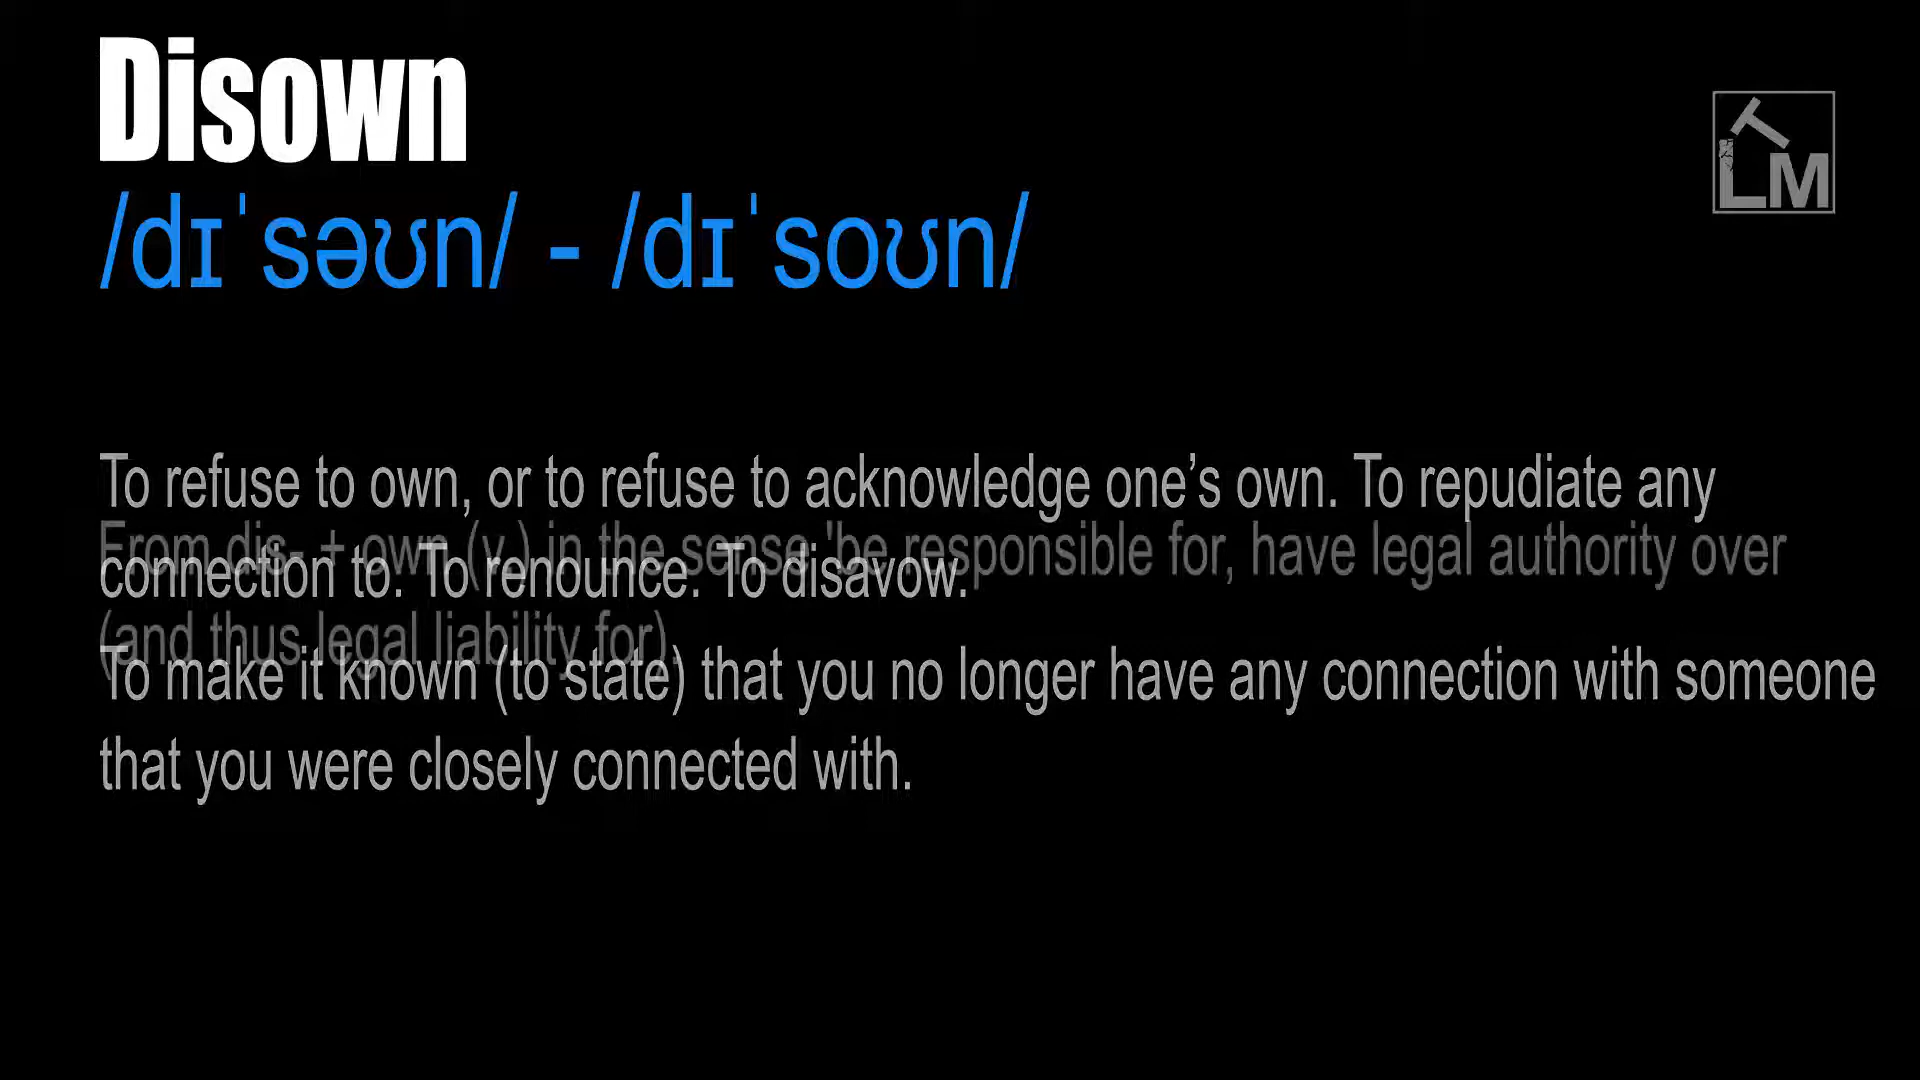 Disown
/dɪˈsəʊn/ - /dɪˈsoʊn/
LTM
To refuse to own, or to refuse to acknowledge one’s own. To repudiate any
From dis- + own (v.) in the sense "be responsible for, have legal authority over
connection to. To renounce. To disavow.
(and thus legal liability for).
To make it known (to state) that you no longer have any connection with someone
that you were closely connected with.